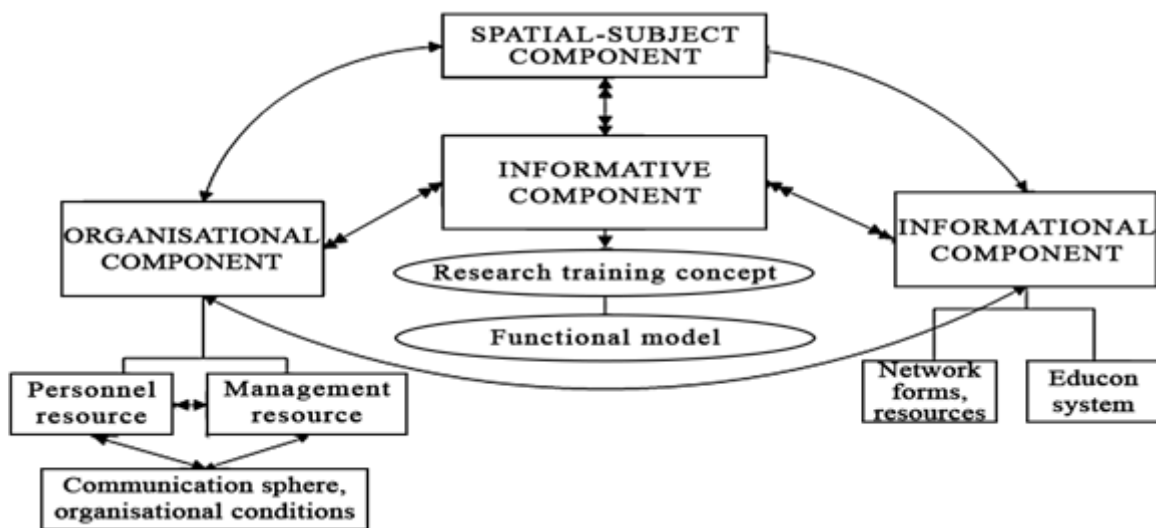 SPATIAL-SUBJECT
COMPONENT
INFORMATIVE
COMPONENT
ORGANISATIONAL
COMPONENT
INFORMATIONAL
COMPONENT
Research training concept
Functional model
Personnel
resource
Management
resource
Network
forms,
resources
Educon
system
Communication sphere,
organisational conditions